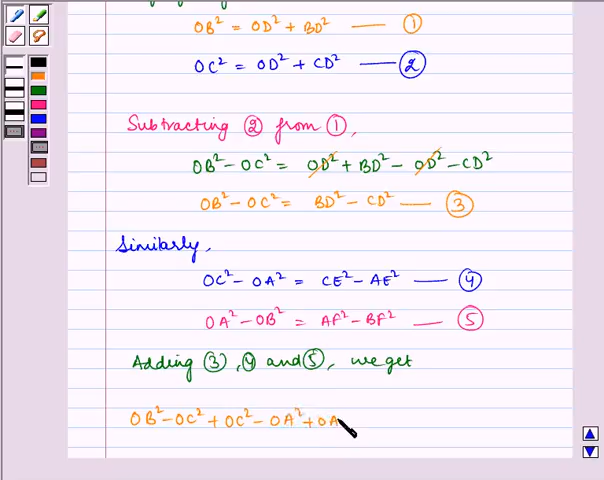 OB² = OD² + BD² — ①
OC² = OD² + CD² — ②
Subtracting ② from ①,
OB² - OC² = OD² + BD² - OD² - CD²
OB² - OC² = BD² - CD² — ③
Similarly,
OC² - OA² = CE² - AE² — ④
OA² - OB² = AF² - BF² — ⑤
Adding ③, ④ and ⑤, we get
OB² - OC² + OC² - OA² + OA